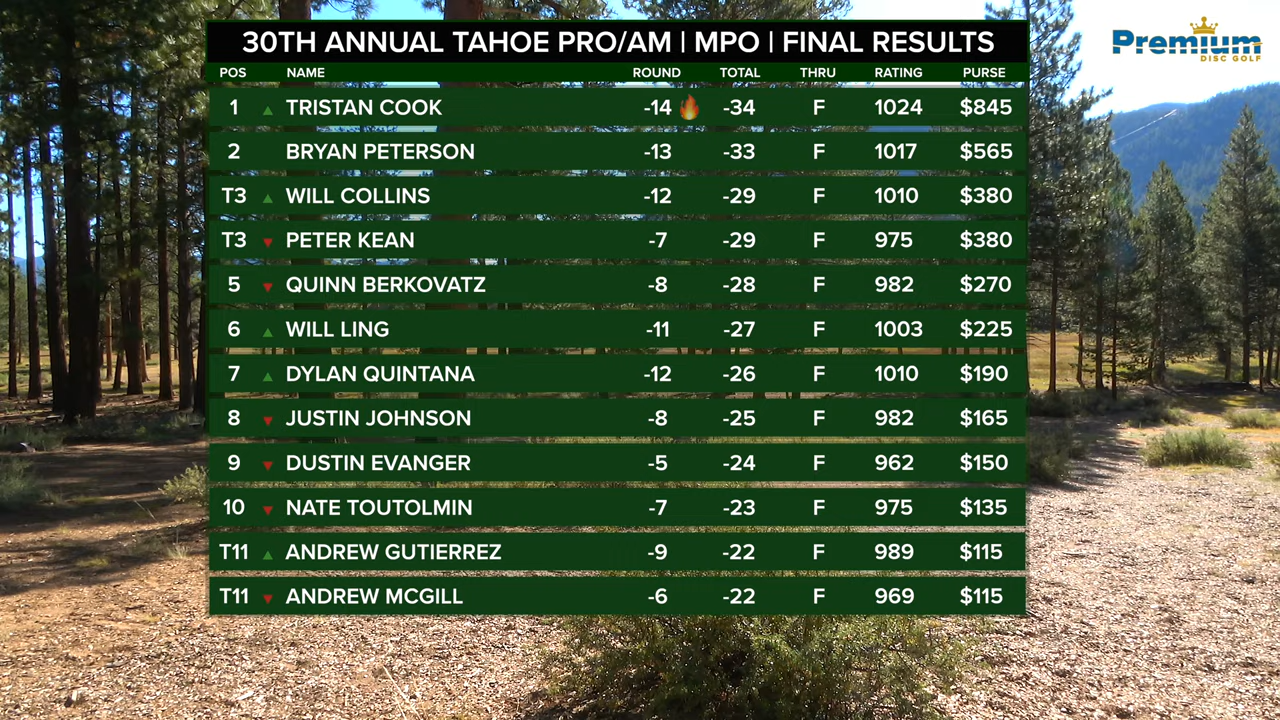 30TH ANNUAL TAHOE PRO/AM | MPO | FINAL RESULTS
Premium
DISC GOLF
POS NAME ROUND TOTAL THRU RATING PURSE
1 TRISTAN COOK -14 -34 F 1024 $845
2 BRYAN PETERSON -13 -33 F 1017 $565
T3 WILL COLLINS -12 -29 F 1010 $380
T3 PETER KEAN -7 -29 F 975 $380
5 QUINN BERKOVATZ -8 -28 F 982 $270
6 WILL LING -11 -27 F 1003 $225
7 DYLAN QUINTANA -12 -26 F 1010 $190
8 JUSTIN JOHNSON -8 -25 F 982 $165
9 DUSTIN EVANGER -5 -24 F 962 $150
10 NATE TOUTOLMIN -7 -23 F 975 $135
T11 ANDREW GUTIERREZ -9 -22 F 989 $115
T11 ANDREW MCGILL -6 -22 F 969 $115